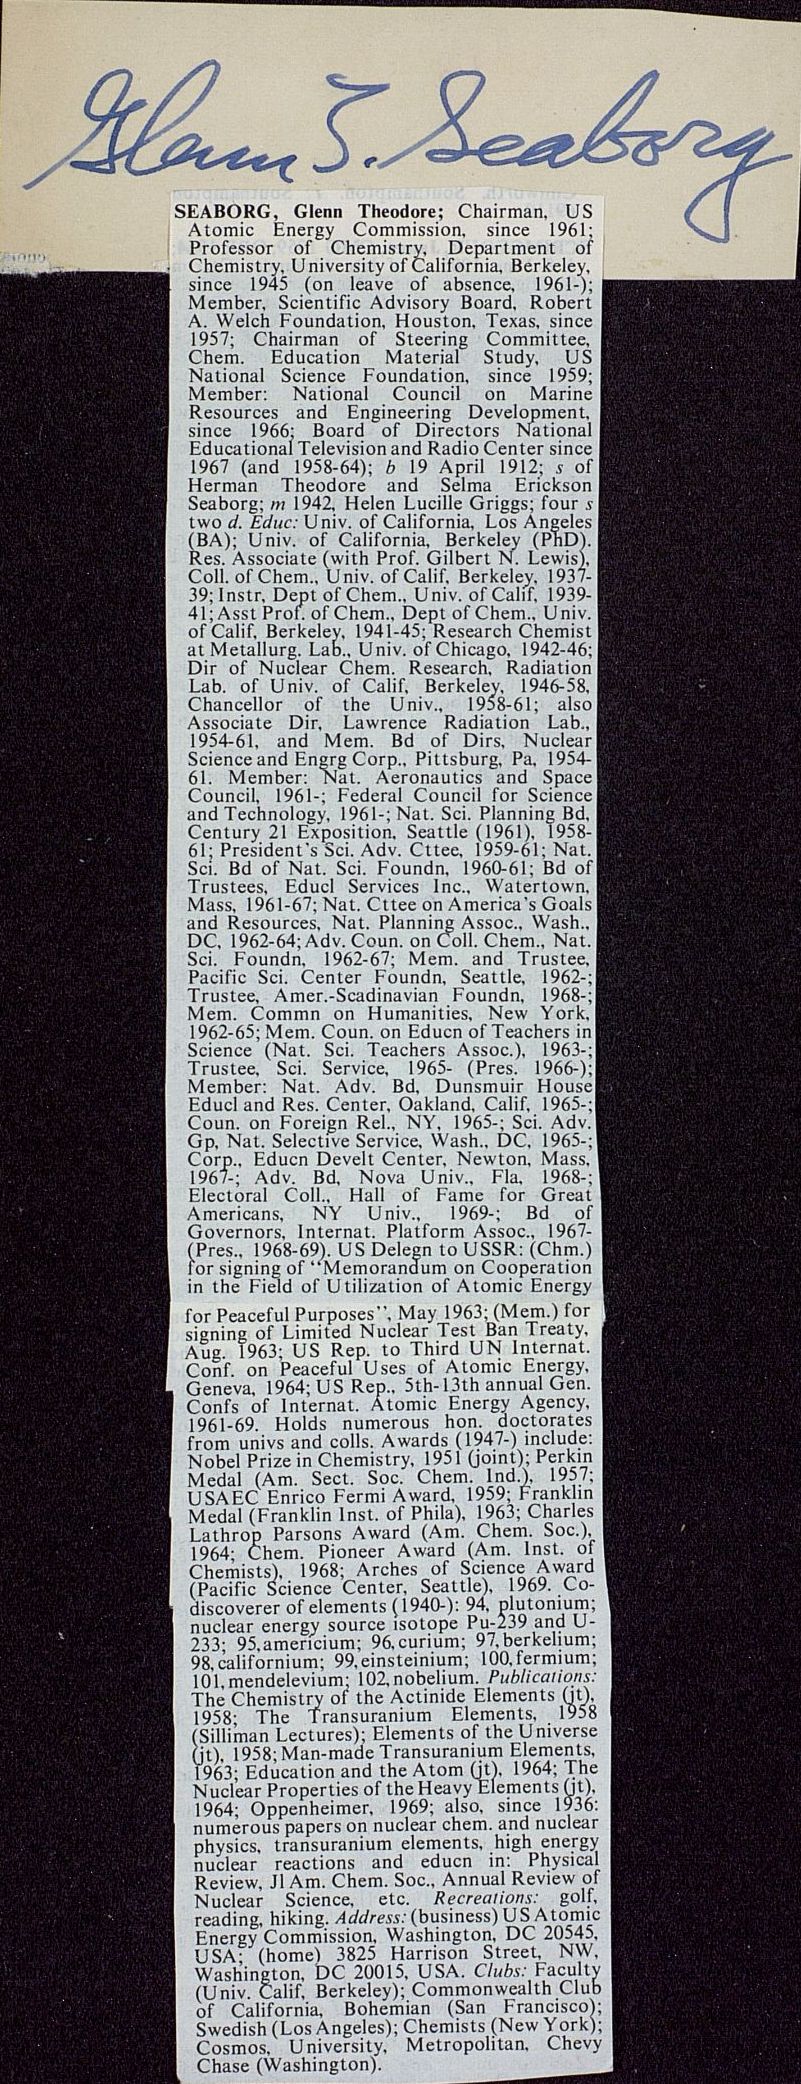 Glenn T. Seaborg
SEABORG, Glenn Theodore; Chairman, US
Atomic Energy Commission, since 1961;
Professor of Chemistry, Department of
Chemistry, University of California, Berkeley,
since 1945 (on leave of absence, 1961-);
Member, Scientific Advisory Board, Robert
A. Welch Foundation, Houston, Texas, since
1957; Chairman of Steering Committee,
Chem. Education Material Study, US
National Science Foundation, since 1959;
Member: National Council on Marine
Resources and Engineering Development,
since 1966; Board of Directors National
Educational Television and Radio Center since
1967 (and 1958-64); b 19 April 1912; s of
Herman Theodore and Selma Erickson
Seaborg; m 1942, Helen Lucille Griggs; four s
two d. Educ: Univ. of California, Los Angeles
(BA); Univ. of California, Berkeley (PhD).
Res. Associate (with Prof. Gilbert N. Lewis),
Coll. of Chem., Univ. of Calif, Berkeley, 1937-
39; Instr, Dept of Chem., Univ. of Calif, 1939-
41; Asst Prof. of Chem., Dept of Chem., Univ.
of Calif, Berkeley, 1941-45; Research Chemist
at Metallurg. Lab., Univ. of Chicago, 1942-46;
Dir of Nuclear Chem. Research, Radiation
Lab. of Univ. of Calif, Berkeley, 1946-58,
Chancellor of the Univ., 1958-61; also
Associate Dir, Lawrence Radiation Lab.,
1954-61, and Mem. Bd of Dirs, Nuclear
Science and Engrg Corp., Pittsburg, Pa, 1954-
61. Member: Nat. Aeronautics and Space
Council, 1961-; Federal Council for Science
and Technology, 1961-; Nat. Sci. Planning Bd,
Century 21 Exposition, Seattle (1961), 1958-
61; President's Sci. Adv. Cttee, 1959-61; Nat.
Sci. Bd of Nat. Sci. Foundn, 1960-61; Bd of
Trustees, Educl Services Inc., Watertown,
Mass, 1961-67; Nat. Cttee on America's Goals
and Resources, Nat. Planning Assoc., Wash.,
DC, 1962-64; Adv. Coun. on Coll. Chem., Nat.
Sci. Foundn, 1962-67; Mem. and Trustee,
Pacific Sci. Center Foundn, Seattle, 1962-;
Trustee, Amer.-Scadinavian Foundn, 1968-;
Mem. Commn on Humanities, New York,
1962-65; Mem. Coun. on Educn of Teachers in
Science (Nat. Sci. Teachers Assoc.), 1963-;
Trustee, Sci. Service, 1965- (Pres. 1966-);
Member: Nat. Adv. Bd, Dunsmuir House
Educl and Res. Center, Oakland, Calif, 1965-;
Coun. on Foreign Rel., NY, 1965-; Sci. Adv.
Gp, Nat. Selective Service, Wash., DC, 1965-;
Corp., Educn Develt Center, Newton, Mass,
1967-; Adv. Bd, Nova Univ., Fla, 1968-;
Electoral Coll., Hall of Fame for Great
Americans, NY Univ., 1969-; Bd of
Governors, Internat. Platform Assoc., 1967-
(Pres., 1968-69). US Delegn to USSR: (Chm.)
for signing of "Memorandum on Cooperation
in the Field of Utilization of Atomic Energy
for Peaceful Purposes", May 1963; (Mem.) for
signing of Limited Nuclear Test Ban Treaty,
Aug. 1963; US Rep. to Third UN Internat.
Conf. on Peaceful Uses of Atomic Energy,
Geneva, 1964; US Rep., 5th-13th annual Gen.
Confs of Internat. Atomic Energy Agency,
1961-69. Holds numerous hon. doctorates
from univs and colls. Awards (1947-) include:
Nobel Prize in Chemistry, 1951 (joint); Perkin
Medal (Am. Sect. Soc. Chem. Ind.), 1957;
USAEC Enrico Fermi Award, 1959; Franklin
Medal (Franklin Inst. of Phila), 1963; Charles
Lathrop Parsons Award (Am. Chem. Soc.),
1964; Chem. Pioneer Award (Am. Inst. of
Chemists), 1968; Arches of Science Award
(Pacific Science Center, Seattle), 1969. Co-
discoverer of elements (1940-): 94, plutonium;
nuclear energy source isotope Pu-239 and U-
233; 95, americium; 96, curium; 97, berkelium;
98, californium; 99, einsteinium; 100, fermium;
101, mendelevium; 102, nobelium. Publications:
The Chemistry of the Actinide Elements (jt),
1958; The Transuranium Elements, 1958
(Silliman Lectures); Elements of the Universe
(jt), 1958; Man-made Transuranium Elements,
1963; Education and the Atom (jt), 1964; The
Nuclear Properties of the Heavy Elements (jt),
1964; Oppenheimer, 1969; also, since 1936:
numerous papers on nuclear chem. and nuclear
physics, transuranium elements, high energy
nuclear reactions and educn in: Physical
Review, Jl Am. Chem. Soc., Annual Review of
Nuclear Science, etc. Recreations: golf,
reading, hiking. Address: (business) US Atomic
Energy Commission, Washington, DC 20545,
USA; (home) 3825 Harrison Street, NW,
Washington, DC 20015, USA. Clubs: Faculty
(Univ. Calif, Berkeley); Commonwealth Club
of California, Bohemian (San Francisco);
Swedish (Los Angeles); Chemists (New York);
Cosmos, University, Metropolitan, Chevy
Chase (Washington).